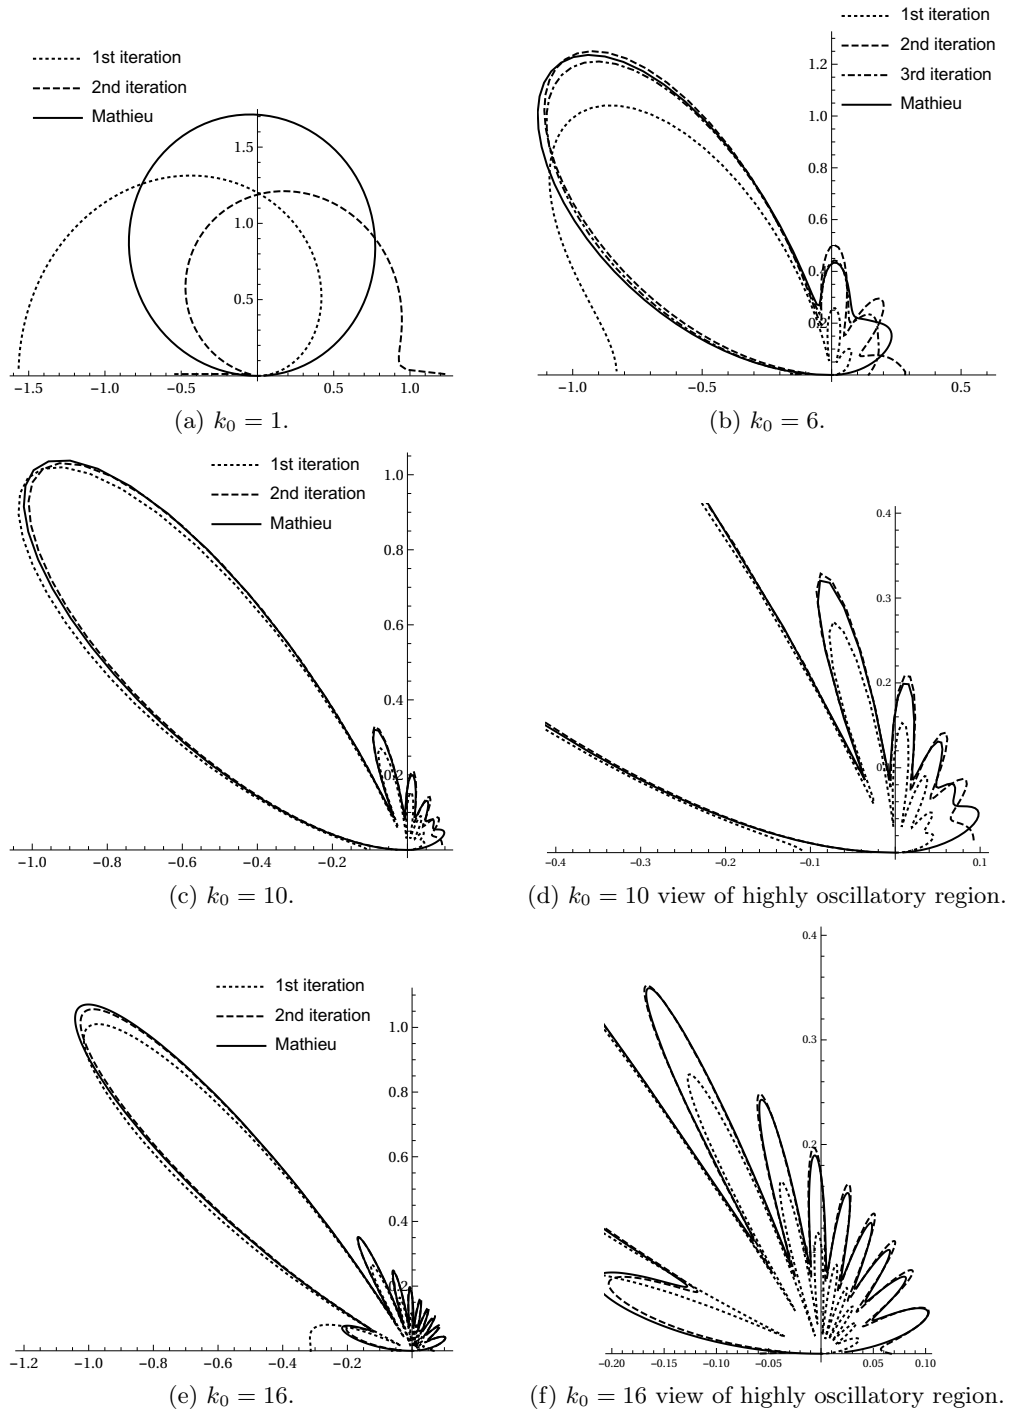 1st iteration
2nd iteration
Mathieu
1.5
1.0
0.5
−1.5
−1.0
−0.5
0.5
1.0
(a) k0 = 1.
1st iteration
2nd iteration
3rd iteration
Mathieu
1.2
1.0
0.8
0.6
0.4
0.2
−1.0
−0.5
0.5
(b) k0 = 6.
1st iteration
2nd iteration
Mathieu
1.0
0.8
0.6
0.4
0.2
−1.0
−0.8
−0.6
−0.4
−0.2
(c) k0 = 10.
0.4
0.3
0.2
0.1
−0.4
−0.3
−0.2
−0.1
0.1
(d) k0 = 10 view of highly oscillatory region.
1st iteration
2nd iteration
Mathieu
1.0
0.8
0.6
0.4
0.2
−1.2
−1.0
−0.8
−0.6
−0.4
−0.2
(e) k0 = 16.
0.4
0.3
0.2
−0.20
−0.15
−0.10
−0.05
0.05
0.10
(f) k0 = 16 view of highly oscillatory region.